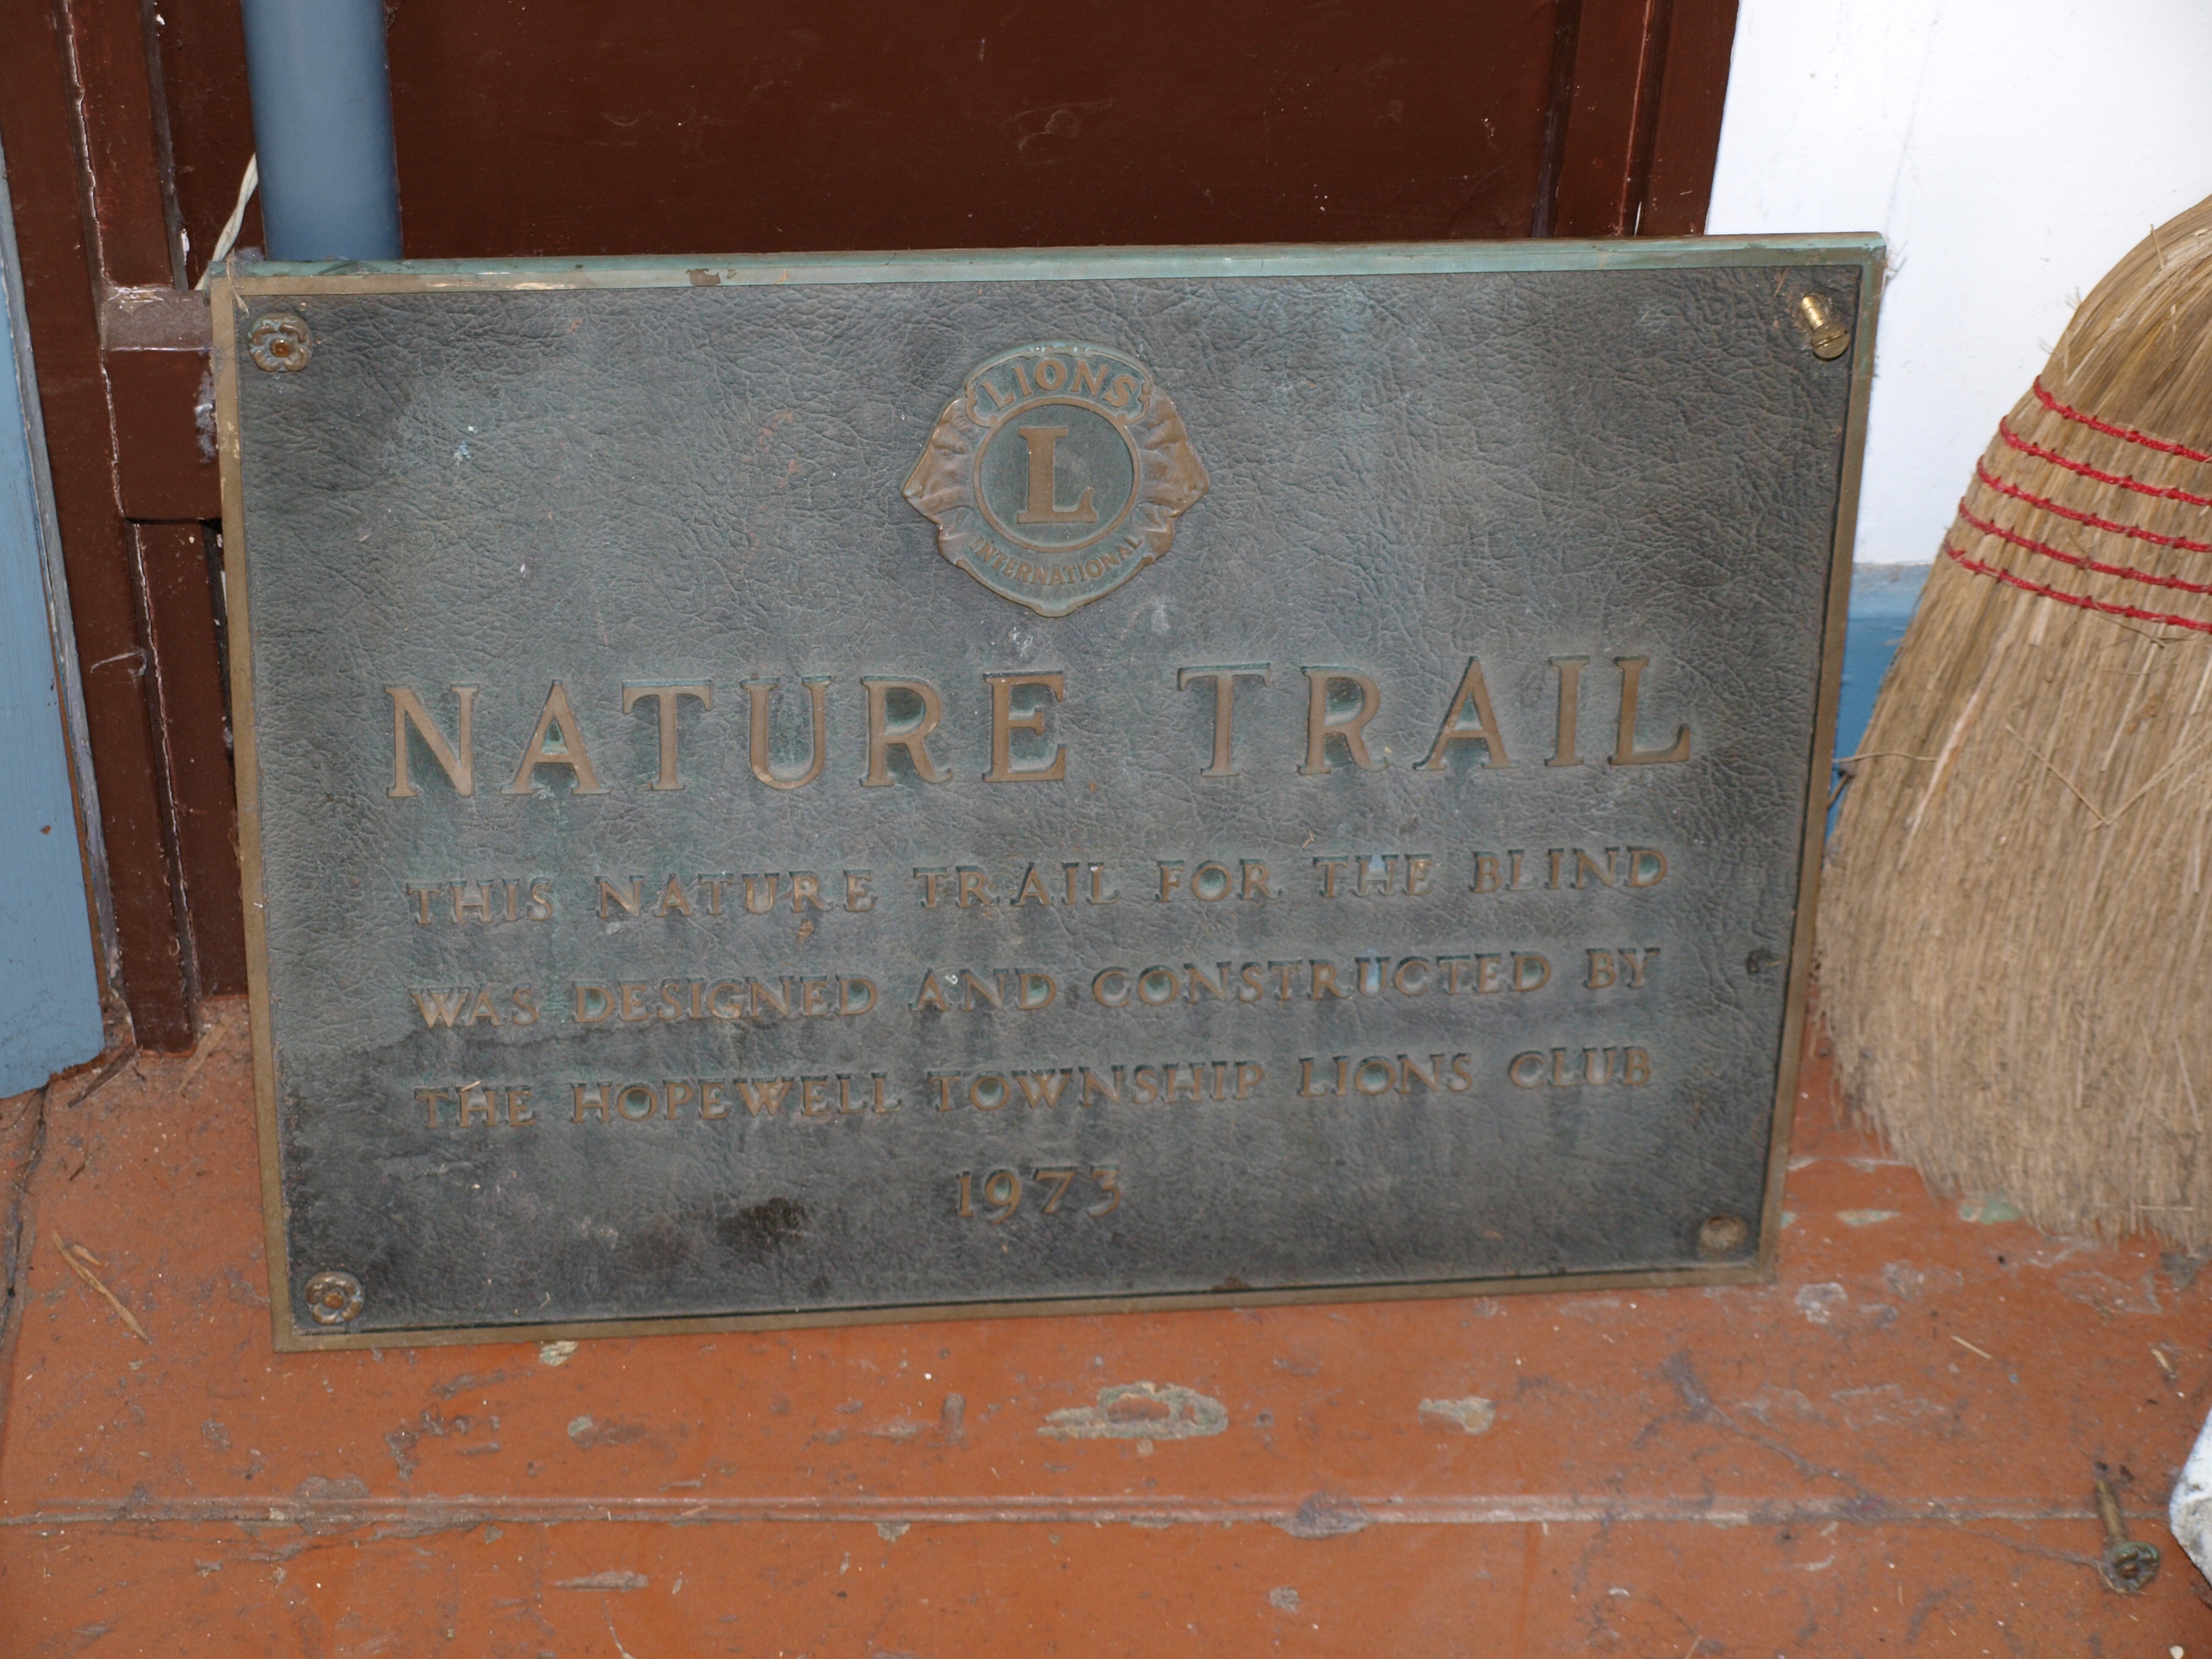 LIONS
L
INTERNATIONAL
NATURE TRAIL
THIS NATURE TRAIL FOR THE BLIND
WAS DESIGNED AND CONSTRUCTED BY
THE HOPEWELL TOWNSHIP LIONS CLUB
1973